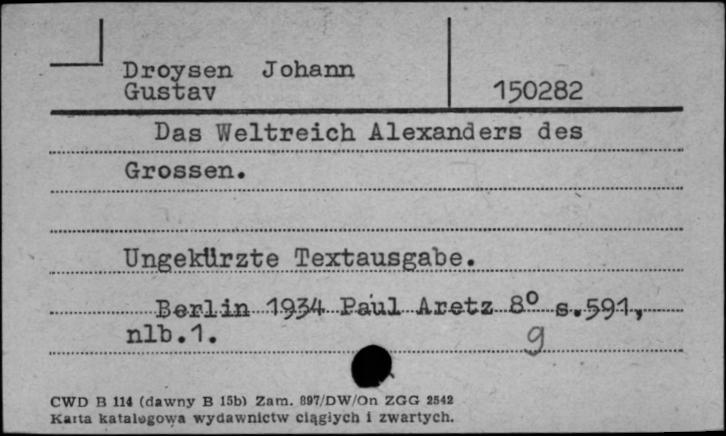 Droysen Johann
Gustav 150282
Das Weltreich Alexanders des
Grossen.
Ungekürzte Textausgabe.
Berlin 1934 Paul Aretz 8° s.591,
nlb.1.
g
CWD B 114 (dawny B 15b) Zam. 897/DW/On ZGG 2542
Karta katalogowa wydawnictw ciągłych i zwartych.